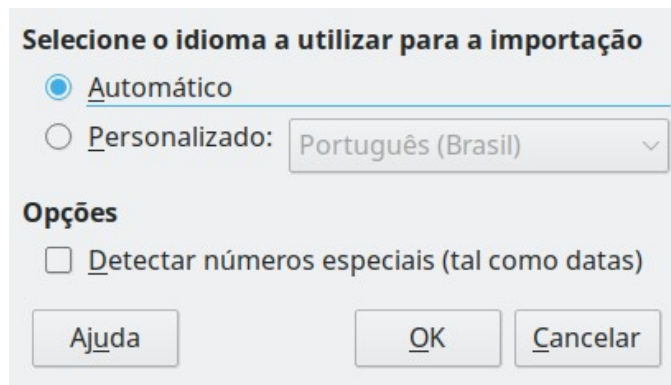 Selecione o idioma a utilizar para a importação
Automático
Personalizado: Português (Brasil)
Opções
Detectar números especiais (tal como datas)
Ajuda OK Cancelar